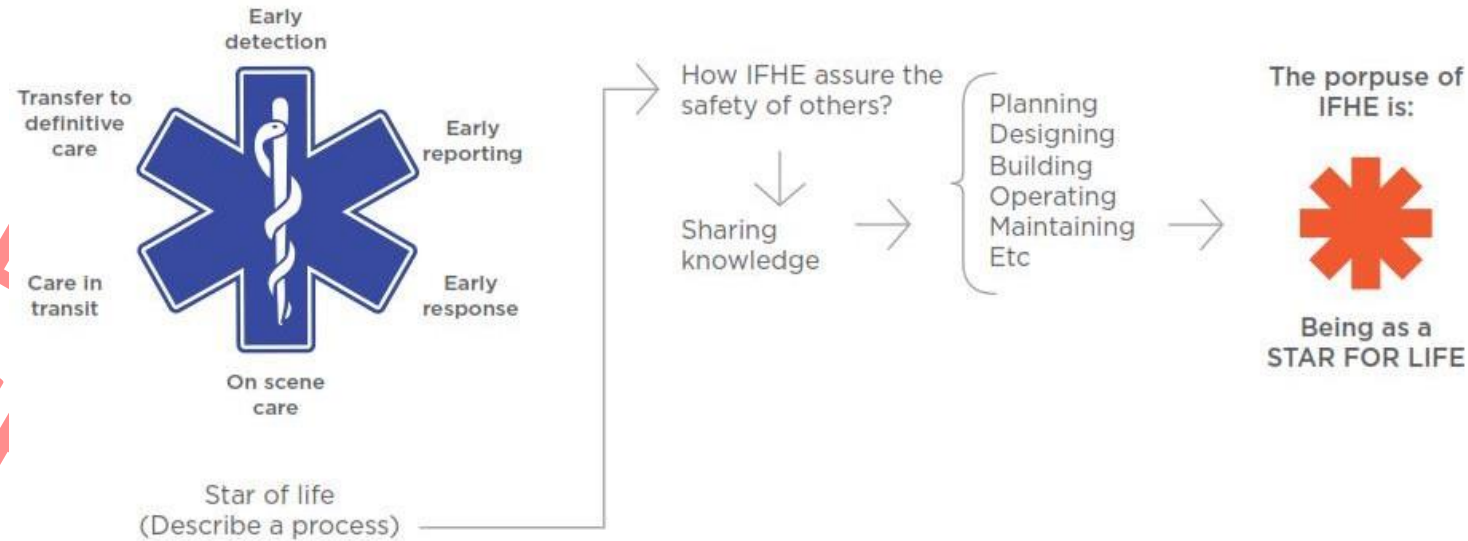 Early
detection
Transfer to
definitive
care
Early
reporting
Care in
transit
Early
response
On scene
care
Star of life
(Describe a process)
How IFHE assure the
safety of others?
Sharing
knowledge
Planning
Designing
Building
Operating
Maintaining
Etc
The porpuse of
IFHE is:
Being as a
STAR FOR LIFE